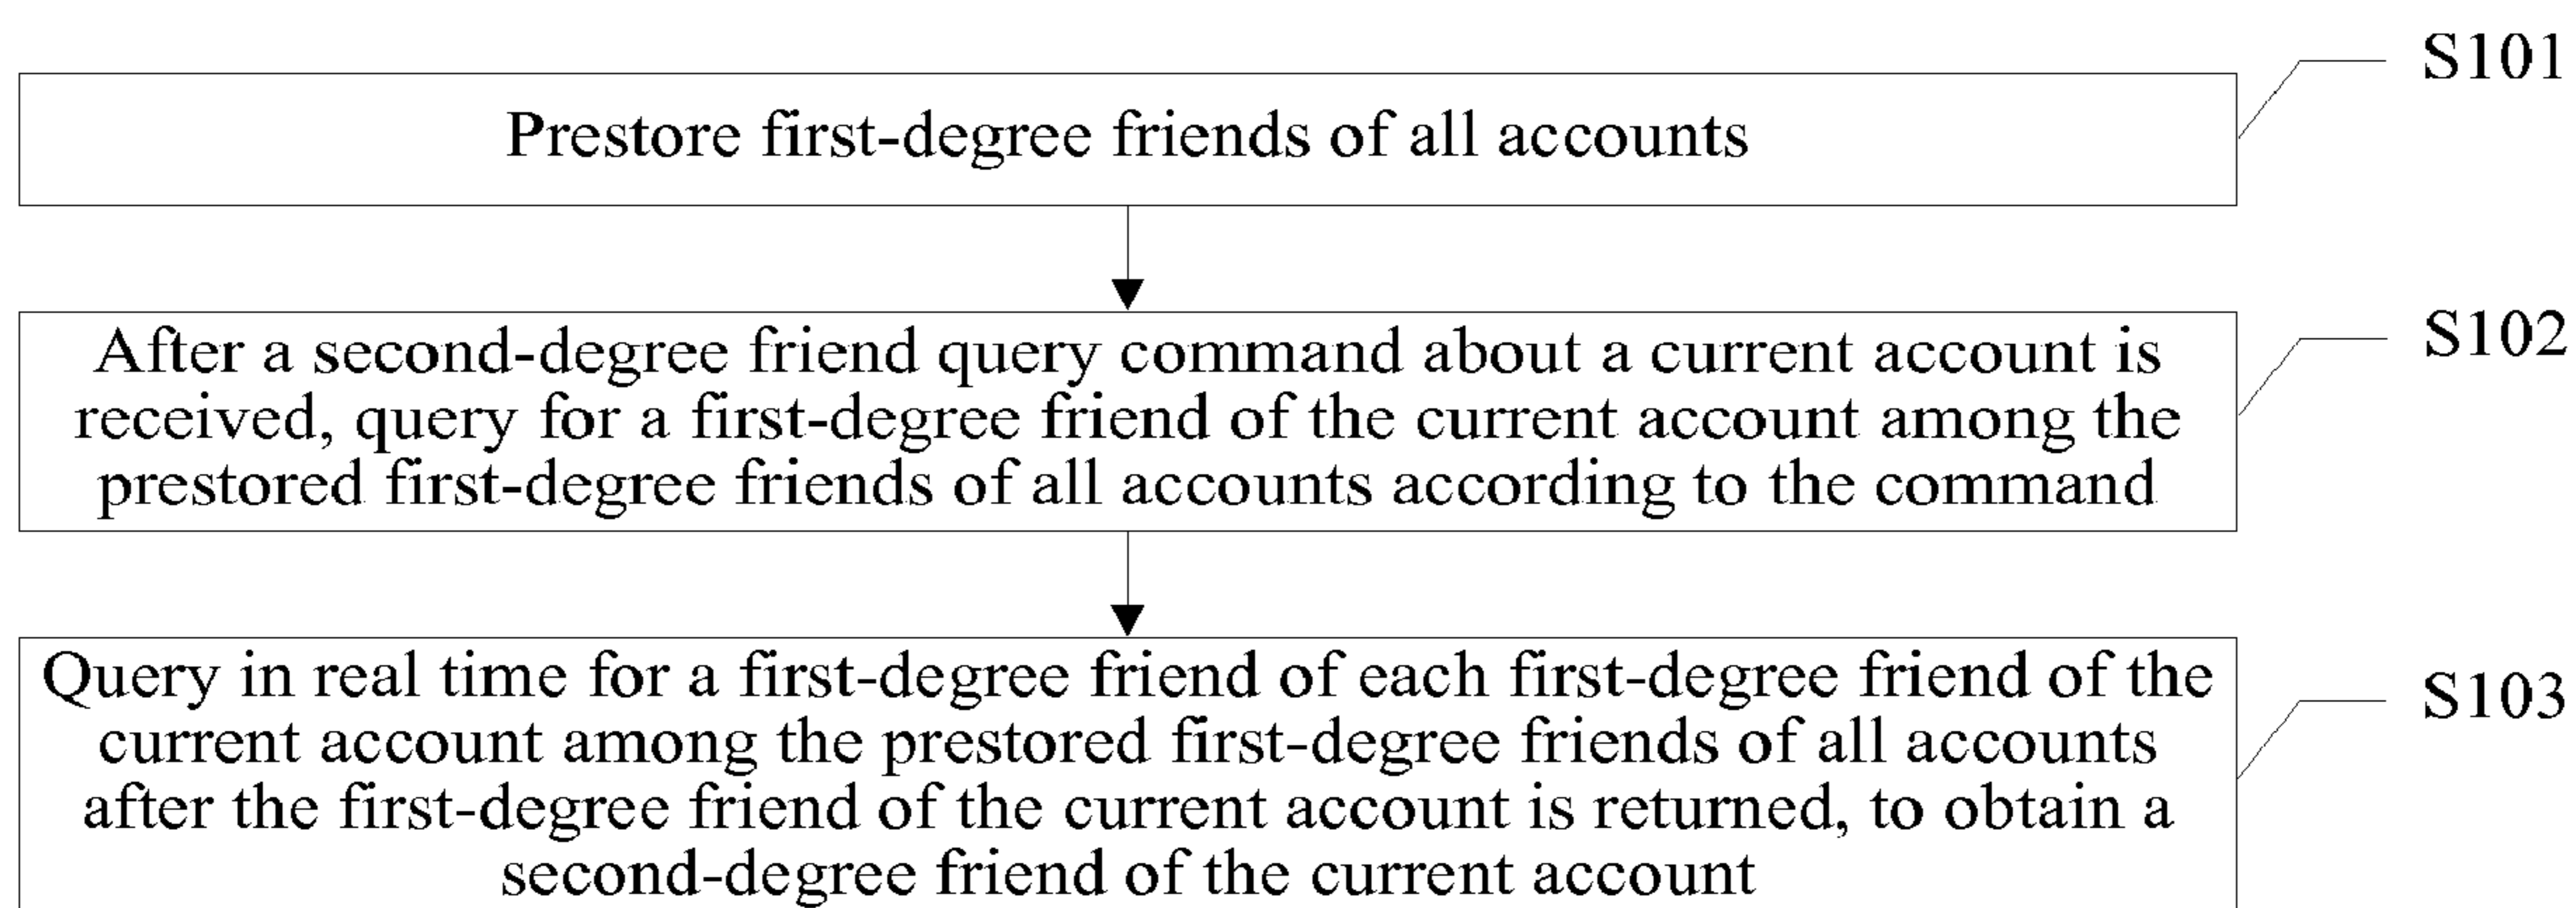 S101
Prestore first-degree friends of all accounts
S102
After a second-degree friend query command about a current account is
received, query for a first-degree friend of the current account among the
prestored first-degree friends of all accounts according to the command
S103
Query in real time for a first-degree friend of each first-degree friend of the
current account among the prestored first-degree friends of all accounts
after the first-degree friend of the current account is returned, to obtain a
second-degree friend of the current account